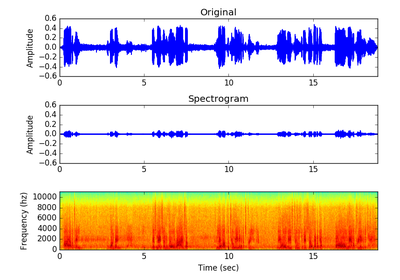 Original
Amplitude
0.6
0.4
0.2
0.0
−0.2
−0.4
−0.6
0 5 10 15
Spectrogram
Amplitude
0.6
0.4
0.2
0.0
−0.2
−0.4
−0.6
0 5 10 15
Frequency (hz)
10000
8000
6000
4000
2000
0
0 5 10 15
Time (sec)